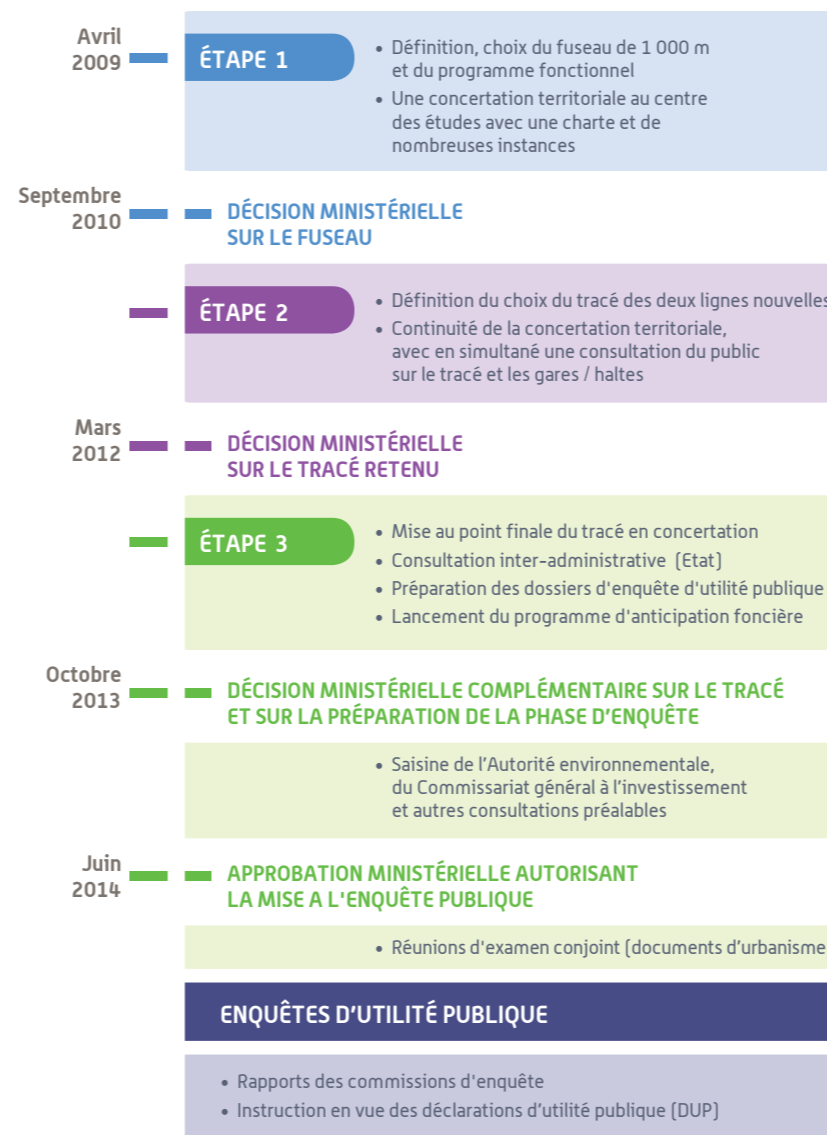 Avril
2009
ÉTAPE 1
• Définition, choix du fuseau de 1 000 m
et du programme fonctionnel
• Une concertation territoriale au centre
des études avec une charte et de
nombreuses instances
Septembre
2010
DÉCISION MINISTÉRIELLE
SUR LE FUSEAU
ÉTAPE 2
• Définition du choix du tracé des deux lignes nouvelles
• Continuité de la concertation territoriale,
avec en simultané une consultation du public
sur le tracé et les gares / haltes
Mars
2012
DÉCISION MINISTÉRIELLE
SUR LE TRACÉ RETENU
ÉTAPE 3
• Mise au point finale du tracé en concertation
• Consultation inter-administrative (Etat)
• Préparation des dossiers d'enquête d'utilité publique
• Lancement du programme d'anticipation foncière
Octobre
2013
DÉCISION MINISTÉRIELLE COMPLÉMENTAIRE SUR LE TRACÉ
ET SUR LA PRÉPARATION DE LA PHASE D’ENQUÊTE
• Saisine de l’Autorité environnementale,
du Commissariat général à l’investissement
et autres consultations préalables
Juin
2014
APPROBATION MINISTÉRIELLE AUTORISANT
LA MISE A L'ENQUÊTE PUBLIQUE
• Réunions d'examen conjoint (documents d’urbanisme
ENQUÊTES D’UTILITÉ PUBLIQUE
• Rapports des commissions d'enquête
• Instruction en vue des déclarations d’utilité publique (DUP)